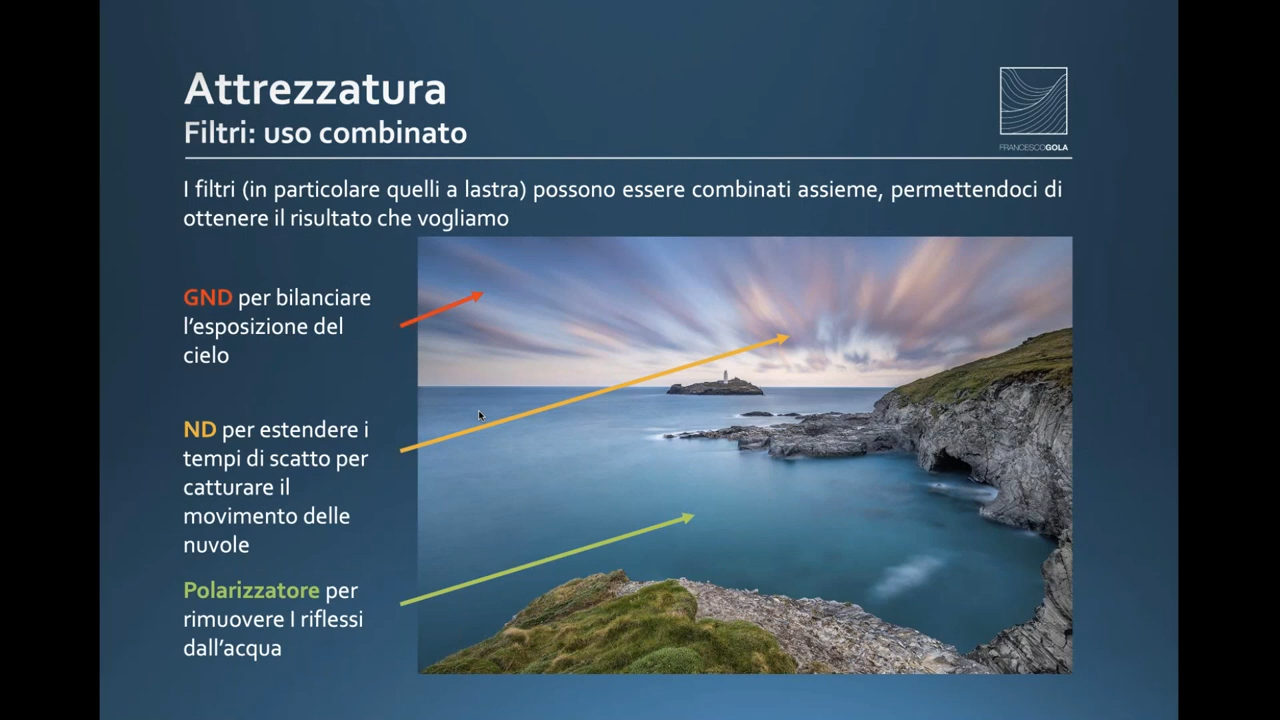 Attrezzatura
Filtri: uso combinato
FRANCESCOGOLA
I filtri (in particolare quelli a lastra) possono essere combinati assieme, permettendoci di
ottenere il risultato che vogliamo
GND per bilanciare
l'esposizione del
cielo
ND per estendere i
tempi di scatto per
catturare il
movimento delle
nuvole
Polarizzatore per
rimuovere I riflessi
dall'acqua